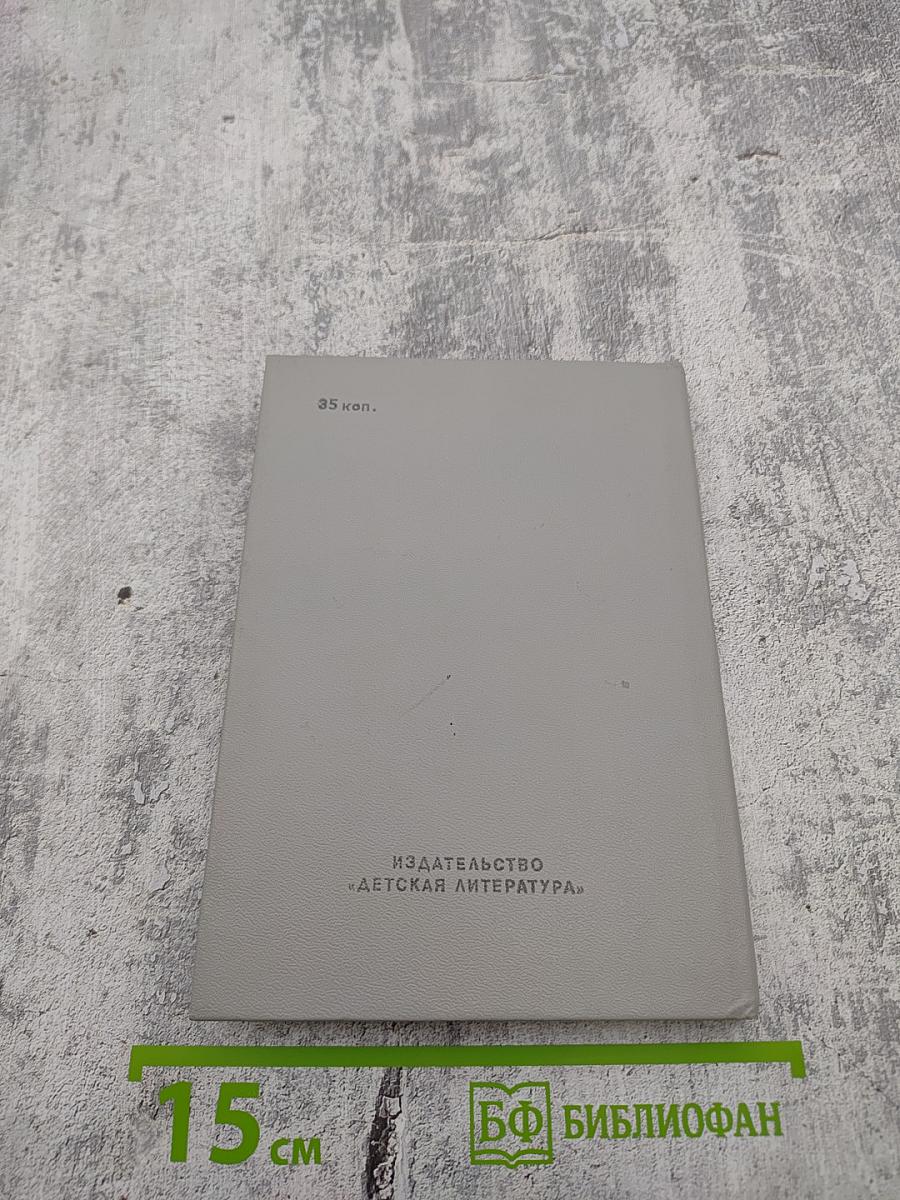 35 коп.
ИЗДАТЕЛЬСТВО
«ДЕТСКАЯ ЛИТЕРАТУРА»
15 см
БФ БИБЛИОФАН